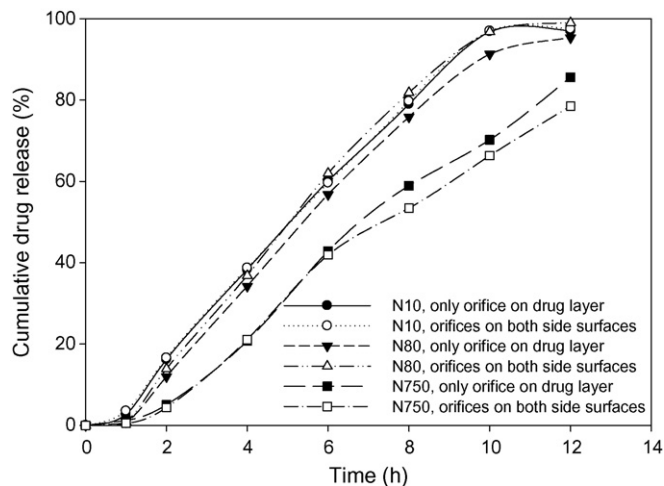 100
80
60
40
20
0
Cumulative drug release (%)
N10, only orifice on drug layer
N10, orifices on both side surfaces
N80, only orifice on drug layer
N80, orifices on both side surfaces
N750, only orifice on drug layer
N750, orifices on both side surfaces
0 2 4 6 8 10 12 14
Time (h)